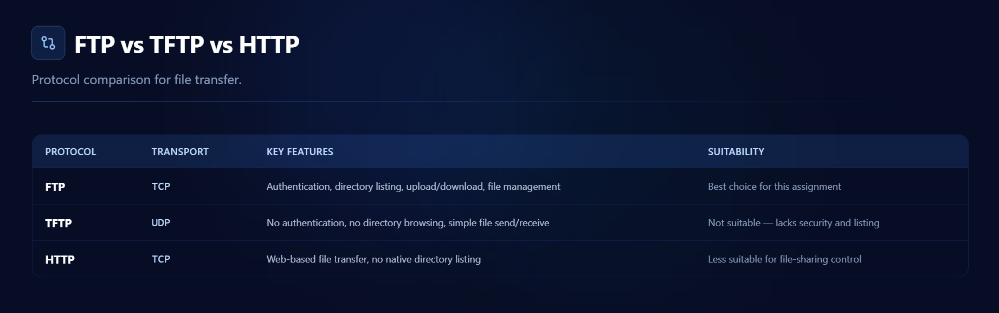 FTP vs TFTP vs HTTP
Protocol comparison for file transfer.
PROTOCOL TRANSPORT KEY FEATURES SUITABILITY
FTP TCP Authentication, directory listing, upload/download, file management Best choice for this assignment
TFTP UDP No authentication, no directory browsing, simple file send/receive Not suitable — lacks security and listing
HTTP TCP Web-based file transfer, no native directory listing Less suitable for file-sharing control